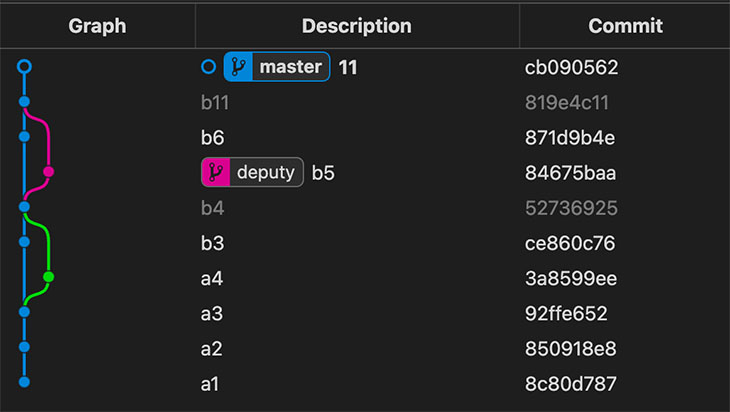 Graph Description Commit
master 11 cb090562
b11 819e4c11
b6 871d9b4e
deputy b5 84675baa
b4 52736925
b3 ce860c76
a4 3a8599ee
a3 92ffe652
a2 850918e8
a1 8c80d787